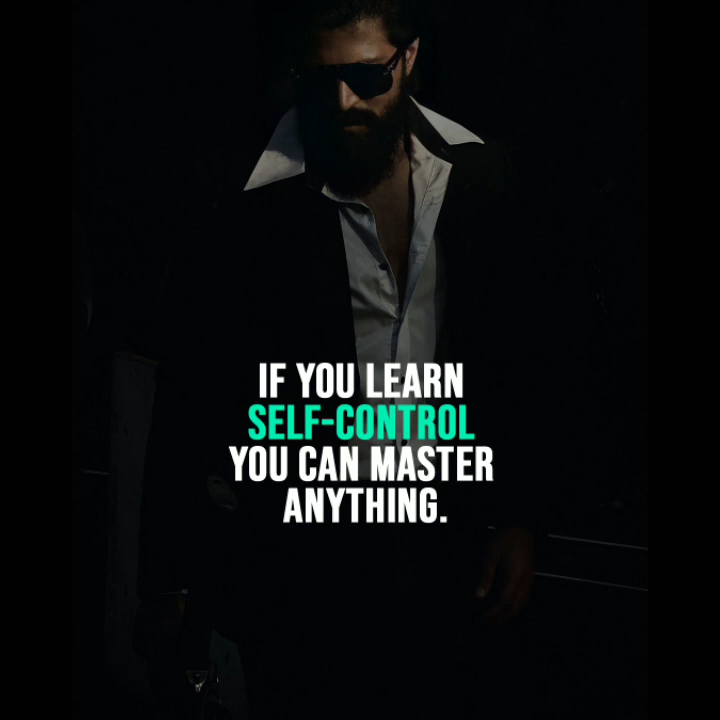 IF YOU LEARN
SELF-CONTROL
YOU CAN MASTER
ANYTHING.